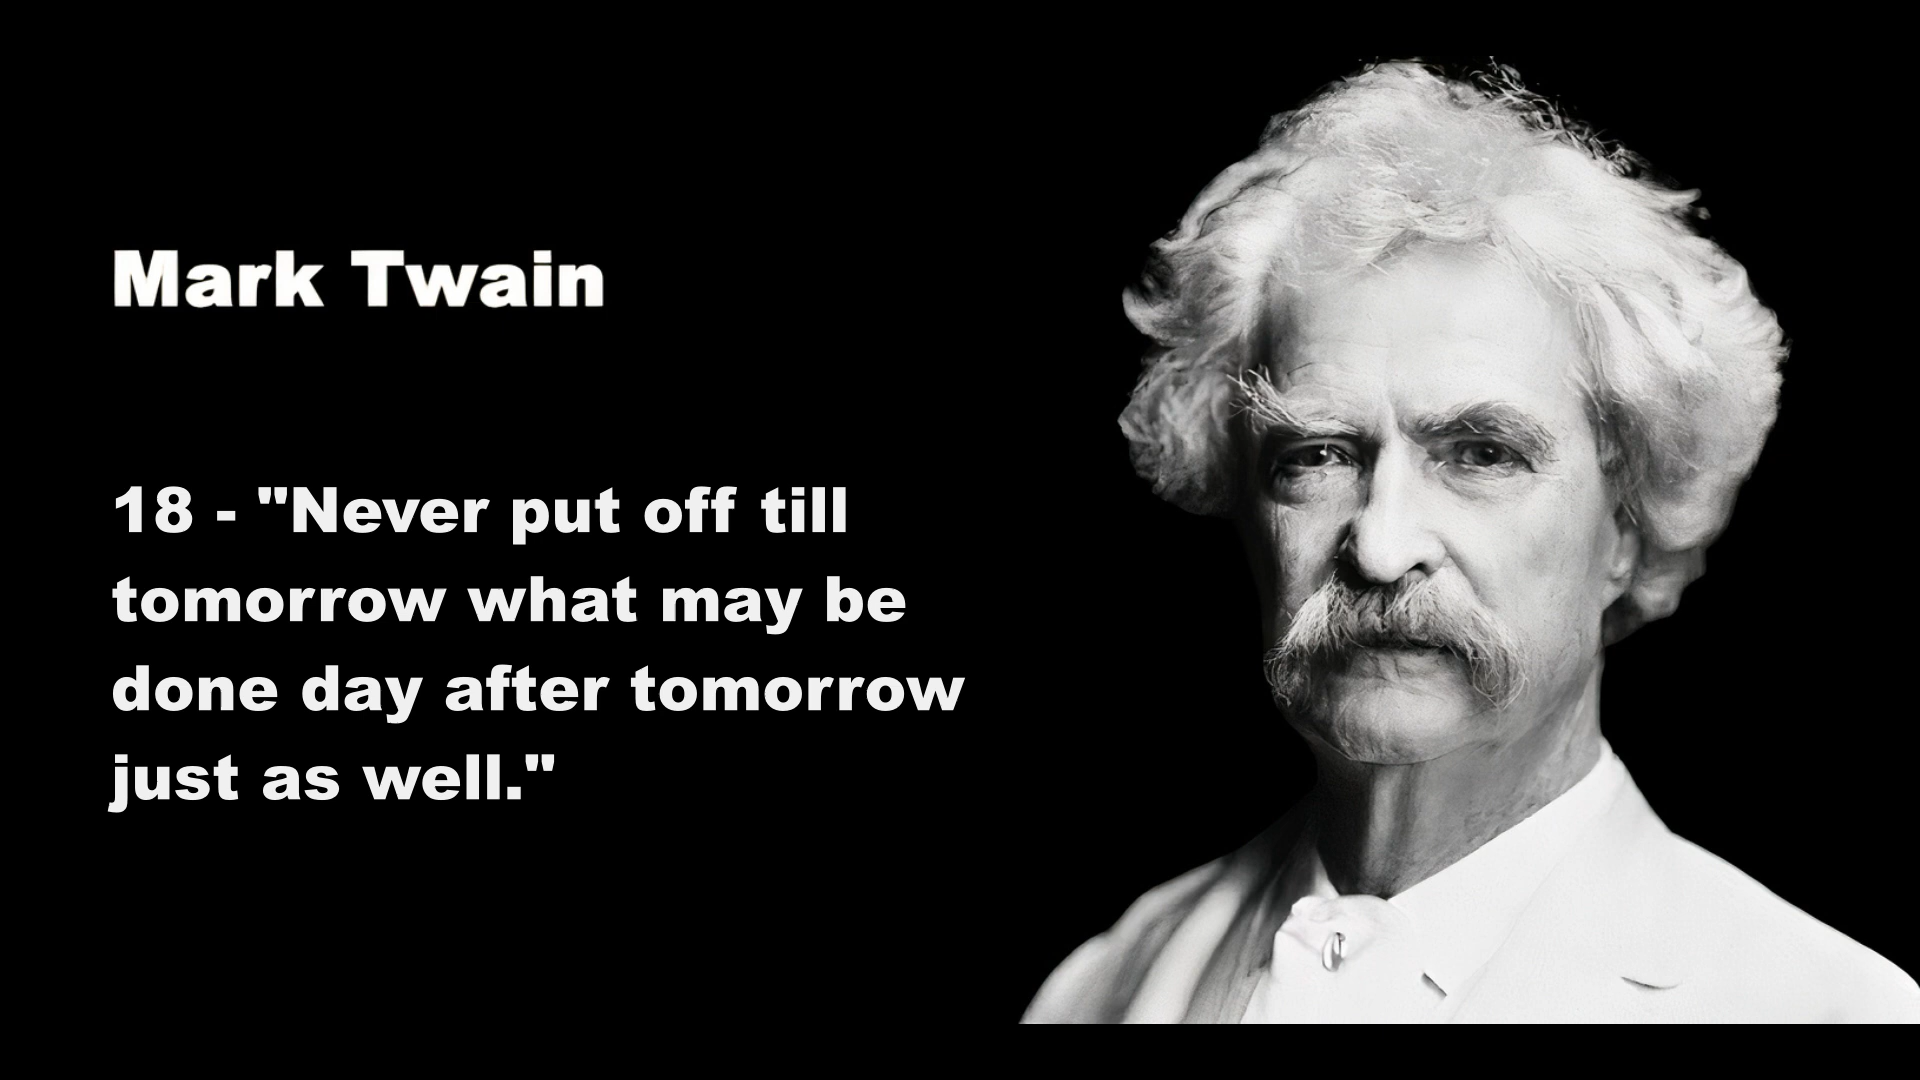 Mark Twain
18 - "Never put off till
tomorrow what may be
done day after tomorrow
just as well."